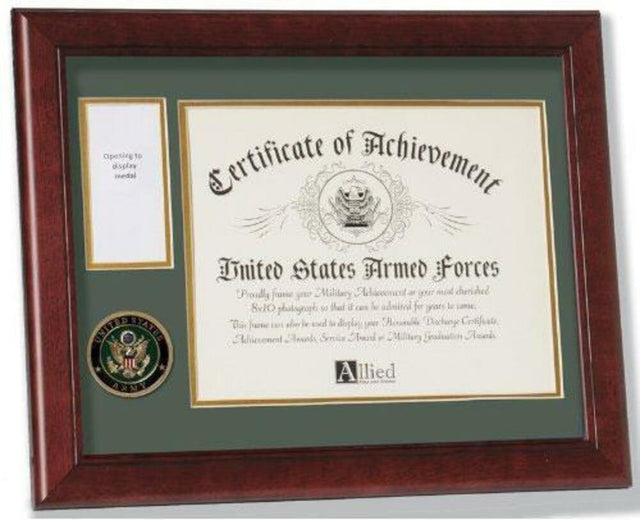 Opening to
display
medal
UNITED STATES
ARMY
Certificate of Achievement
United States Armed Forces
Proudly frame your Military Achievement or your most cherished
8x10 photograph so that it can be admired for years to come.
This frame can also be used to display your Honorable Discharge Certificate,
Achievement Awards, Service Award or Military Graduation Awards.
Allied